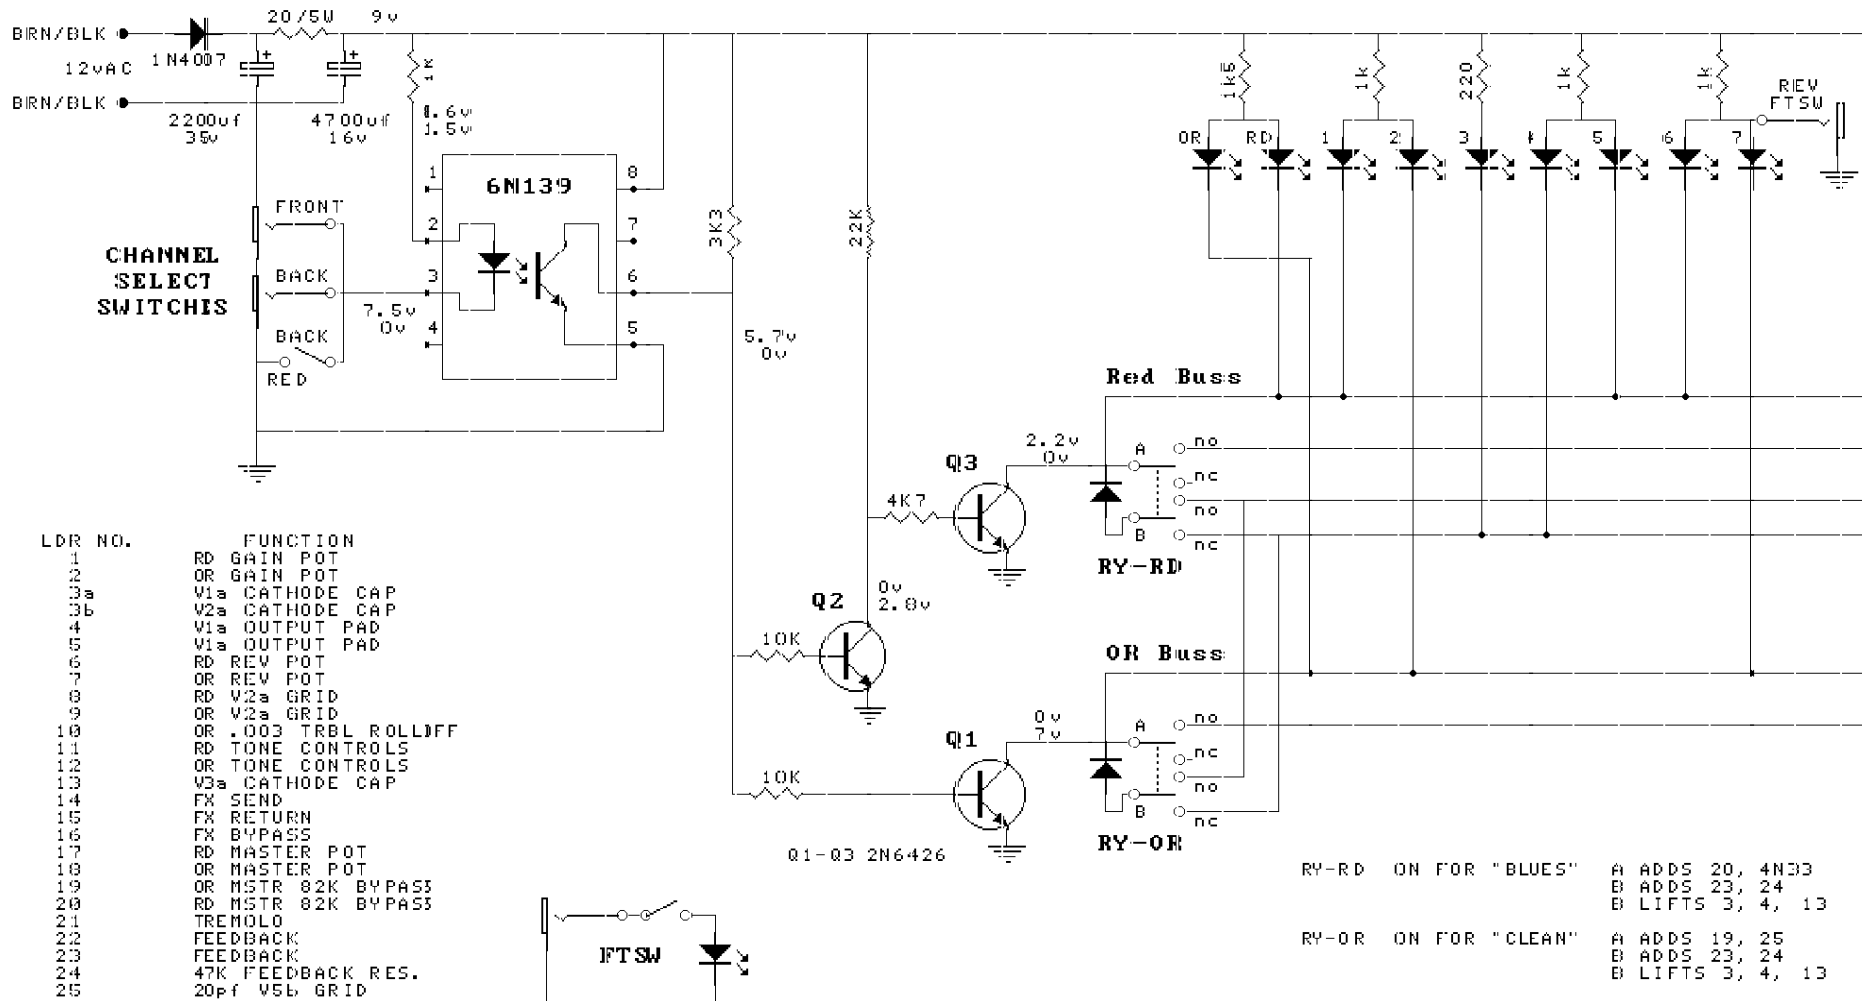 BRN/BLK
20/5W
9v
1N4007
12vAC
BRN/BLK
2200uf
35v
4700uf
16v
1K
1.5v
6N139
1
2
3
4
8
7
6
5
CHANNEL
SELECT
SWITCHES
FRONT
BACK
BACK
RED
7.5v
0v
3K3
22K
5.7v
0v
1k5
1k
220
1k
1k
REV
FTSW
OR
RD
1
2
3
4
5
6
7
Red Buss
2.2v
0v
Q3
4K7
A
no
nc
no
B
nc
RY-RD
Q2
0v
2.8v
10K
OR Buss
0v
7v
Q1
10K
A
no
nc
no
B
nc
RY-OR
Q1-Q3 2N6426
LDR NO. FUNCTION
1 RD GAIN POT
2 OR GAIN POT
3a V1a CATHODE CAP
3b V2a CATHODE CAP
4 V1a OUTPUT PAD
5 V1a OUTPUT PAD
6 RD REV POT
7 OR REV POT
8 RD V2a GRID
9 OR V2a GRID
10 OR .003 TRBL ROLLOFF
11 RD TONE CONTROLS
12 OR TONE CONTROLS
13 V3a CATHODE CAP
14 FX SEND
15 FX RETURN
16 FX BYPASS
17 RD MASTER POT
18 OR MASTER POT
19 OR MSTR 82K BYPASS
20 RD MSTR 82K BYPASS
21 TREMOLO
22 FEEDBACK
23 FEEDBACK
24 47K FEEDBACK RES.
25 20pf V5b GRID
FTSW
RY-RD ON FOR "BLUES" A ADDS 20, 4N33
B ADDS 23, 24
B LIFTS 3, 4, 13
RY-OR ON FOR "CLEAN" A ADDS 19, 25
B ADDS 23, 24
B LIFTS 3, 4, 13